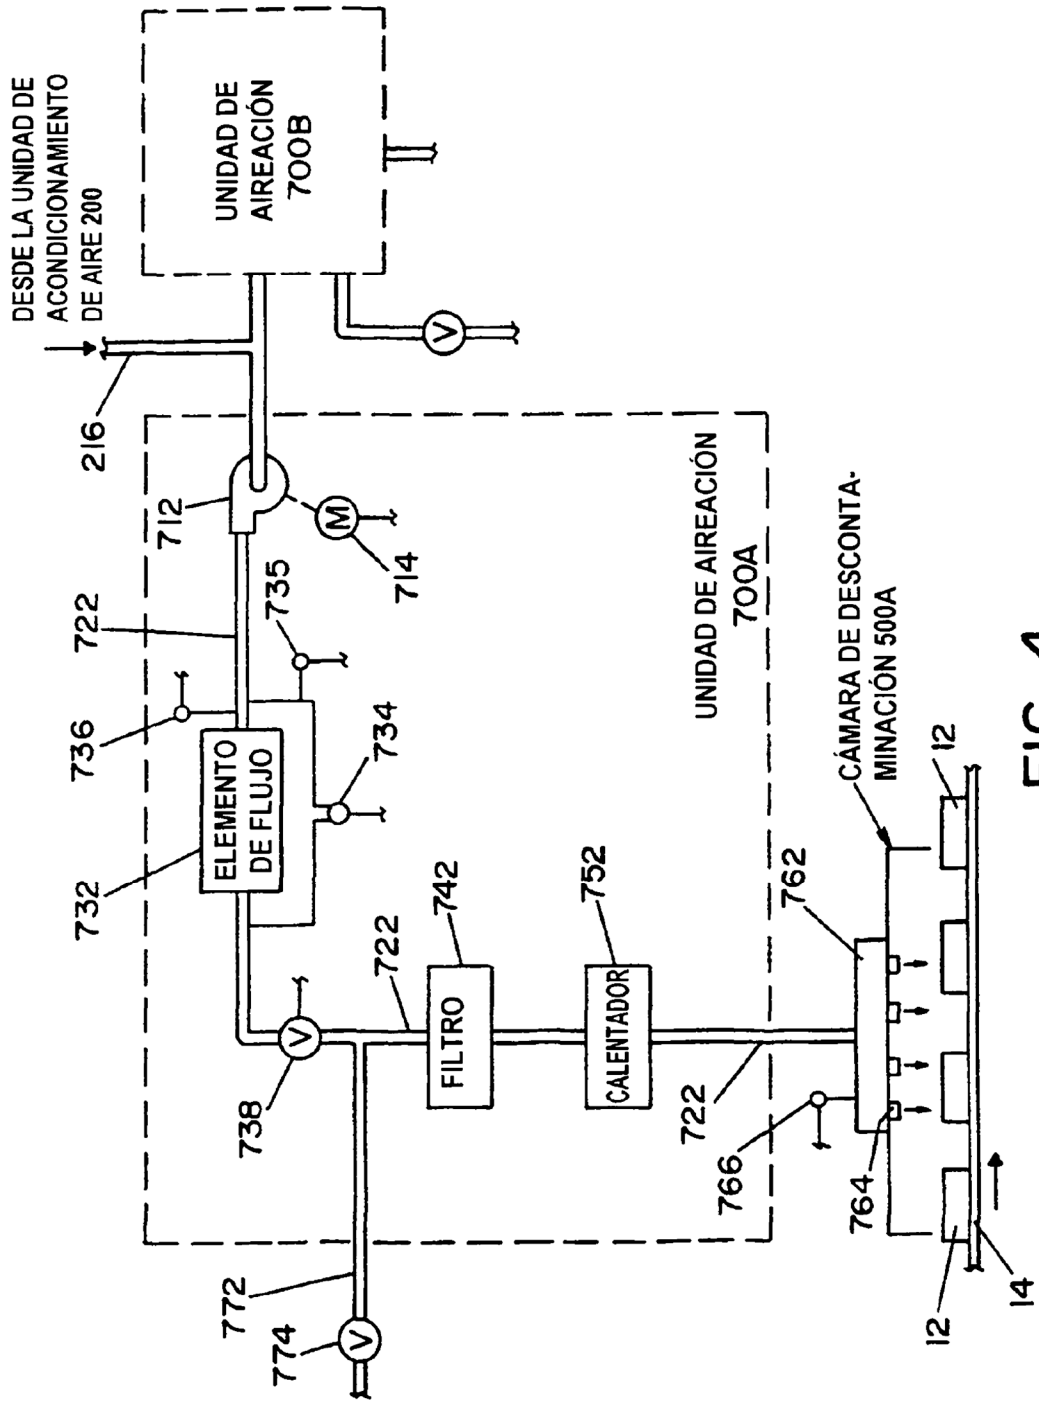 DESDE LA UNIDAD DE
ACONDICIONAMIENTO
DE AIRE 200
216
UNIDAD DE
AIREACIÓN
700B
V
712
M
714
722
735
736
732
ELEMENTO
DE FLUJO
734
UNIDAD DE AIREACIÓN
700A
V
738
722
742
FILTRO
752
CALENTADOR
722
772
774
V
766
764
762
CÁMARA DE DESCONTA-
MINACIÓN 500A
12
12
14